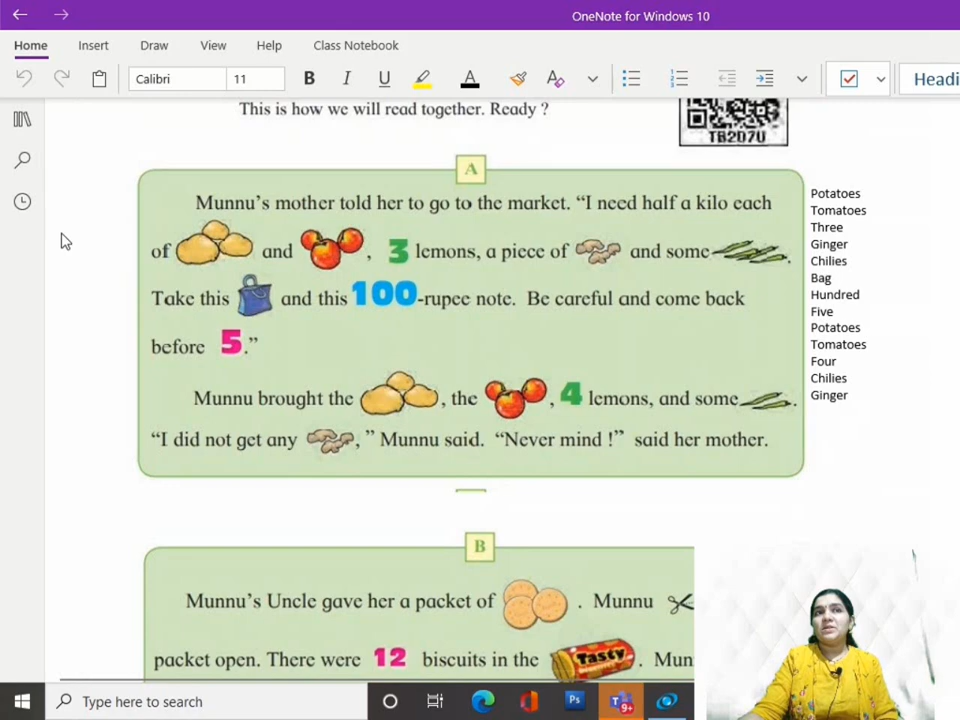 OneNote for Windows 10
Home Insert Draw View Help Class Notebook
Calibri 11 B I U A A Headi
This is how we will read together. Ready ?
TB2D7U
A
Munnu's mother told her to go to the market. “I need half a kilo each
of and , 3 lemons, a piece of and some .
Take this and this 100-rupee note. Be careful and come back
before 5.”
Munnu brought the , the , 4 lemons, and some .
“I did not get any ,” Munnu said. “Never mind !” said her mother.
Potatoes
Tomatoes
Three
Ginger
Chilies
Bag
Hundred
Five
Potatoes
Tomatoes
Four
Chilies
Ginger
B
Munnu's Uncle gave her a packet of . Munnu
packet open. There were 12 biscuits in the Tasty . Mun
Type here to search
Ps
9+